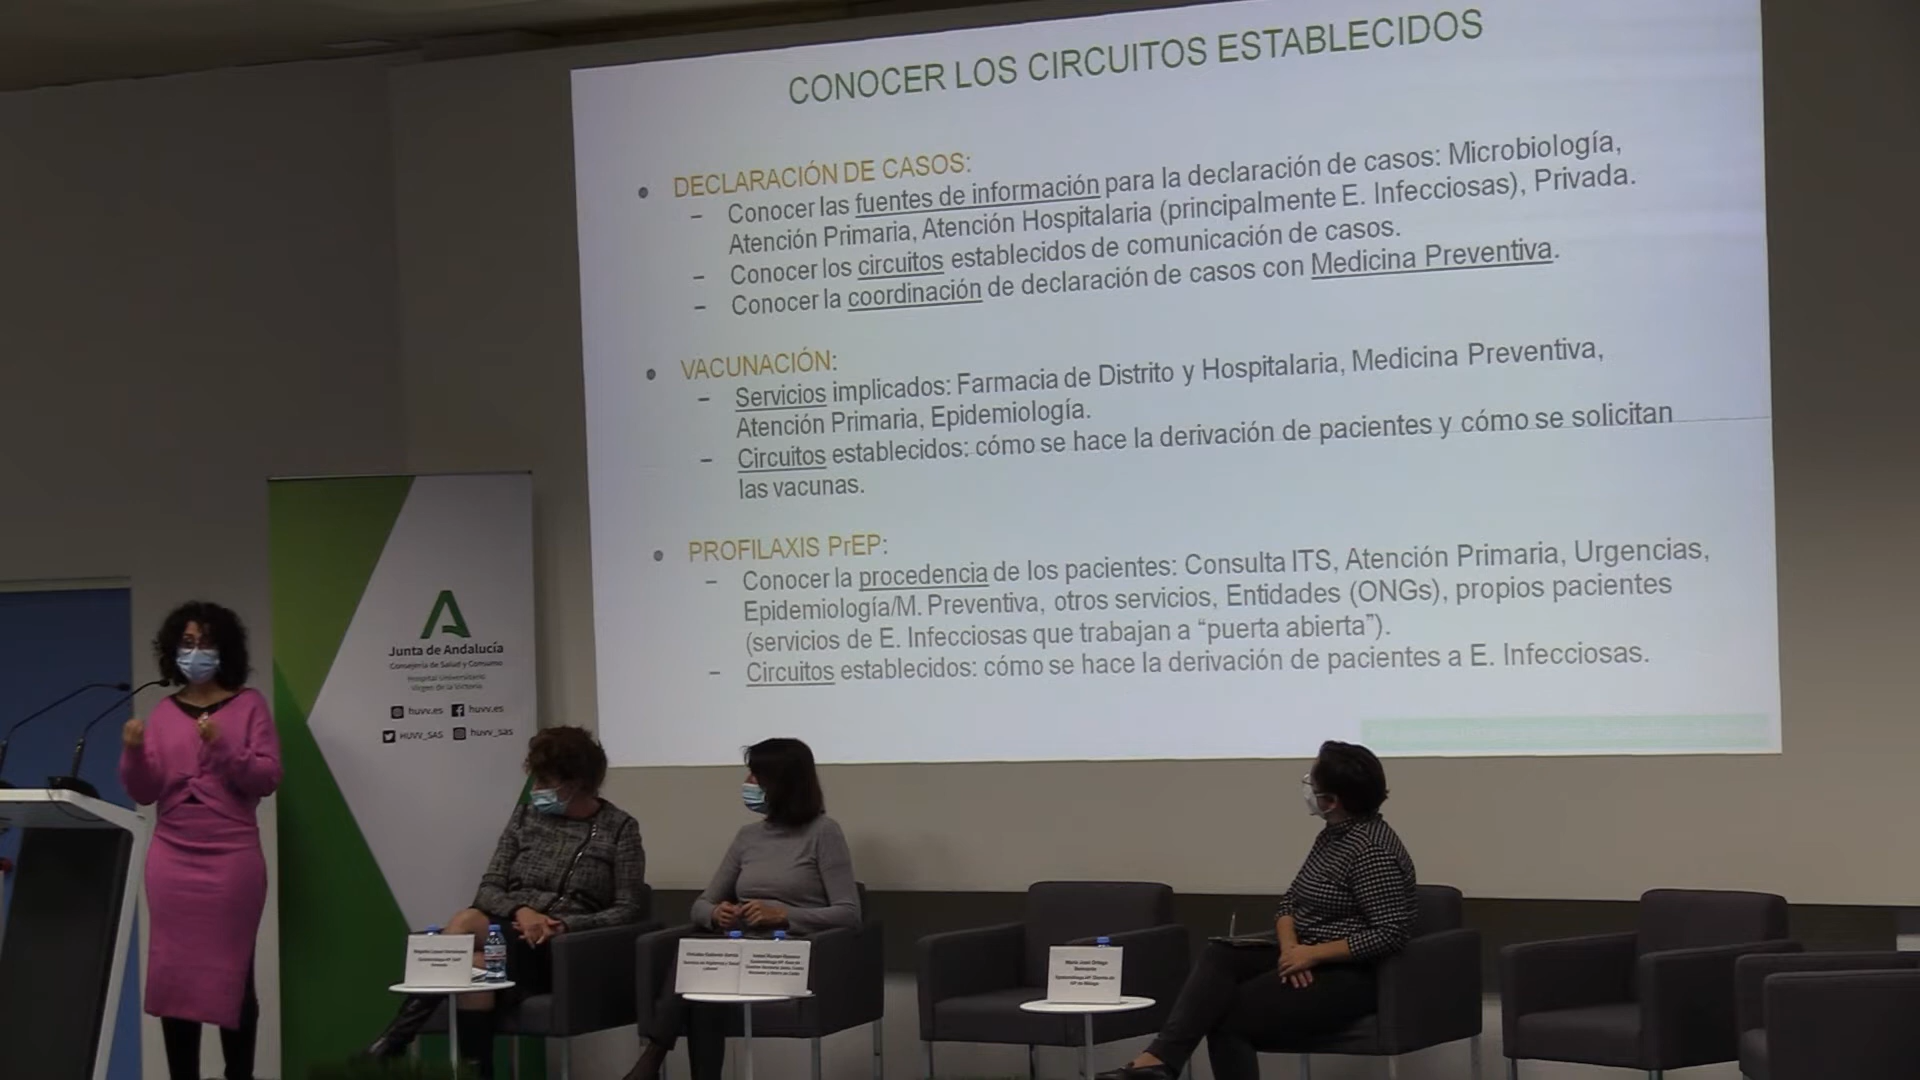 CONOCER LOS CIRCUITOS ESTABLECIDOS
• DECLARACIÓN DE CASOS:
– Conocer las fuentes de información para la declaración de casos: Microbiología,
Atención Primaria, Atención Hospitalaria (principalmente E. Infecciosas), Privada.
– Conocer los circuitos establecidos de comunicación de casos.
– Conocer la coordinación de declaración de casos con Medicina Preventiva.
• VACUNACIÓN:
– Servicios implicados: Farmacia de Distrito y Hospitalaria, Medicina Preventiva,
Atención Primaria, Epidemiología.
– Circuitos establecidos: cómo se hace la derivación de pacientes y cómo se solicitan
las vacunas.
• PROFILAXIS PrEP:
– Conocer la procedencia de los pacientes: Consulta ITS, Atención Primaria, Urgencias,
Epidemiología/M. Preventiva, otros servicios, Entidades (ONGs), propios pacientes
(servicios de E. Infecciosas que trabajan a “puerta abierta”).
– Circuitos establecidos: cómo se hace la derivación de pacientes a E. Infecciosas.
Junta de Andalucía
Consejería de Salud y Consumo
Hospital Universitario
Virgen de la Victoria
huvv.es huvv.es
HUVV_SAS huvv_sas
María José Ortega